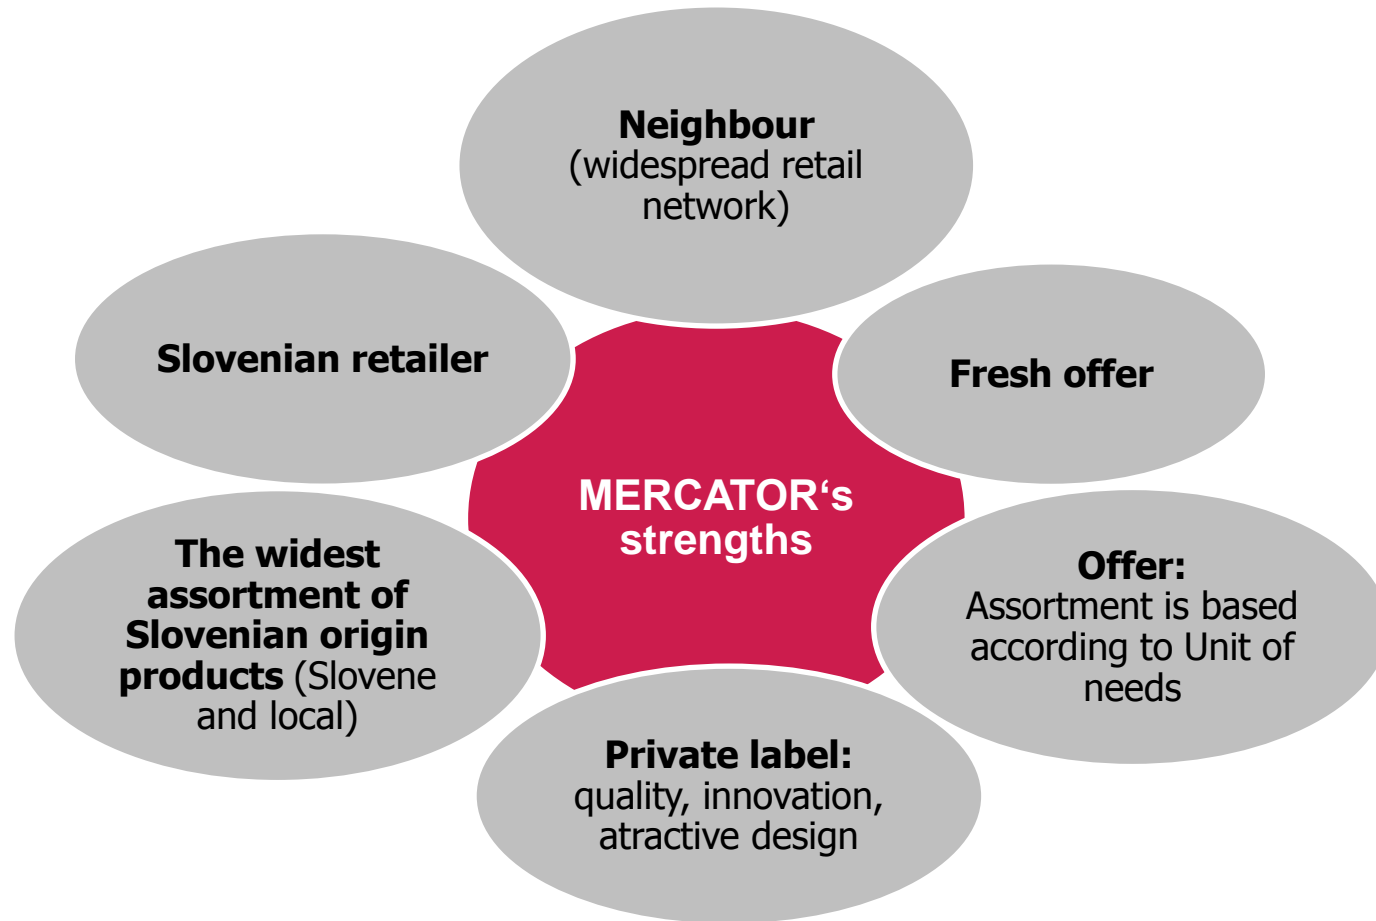 Neighbour
(widespread retail
network)
Slovenian retailer
Fresh offer
MERCATOR‘s
strengths
The widest
assortment of
Slovenian origin
products (Slovene
and local)
Offer:
Assortment is based
according to Unit of
needs
Private label:
quality, innovation,
atractive design